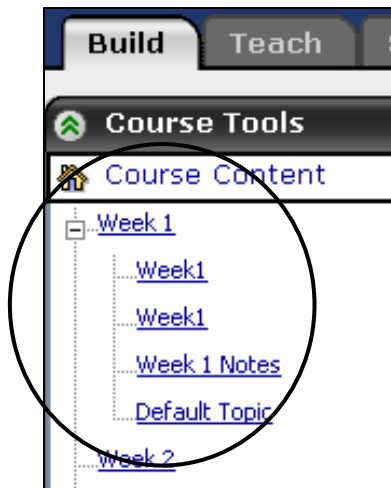 Build Teach
Course Tools
Course Content
Week 1
Week1
Week1
Week 1 Notes
Default Topic
Week 2